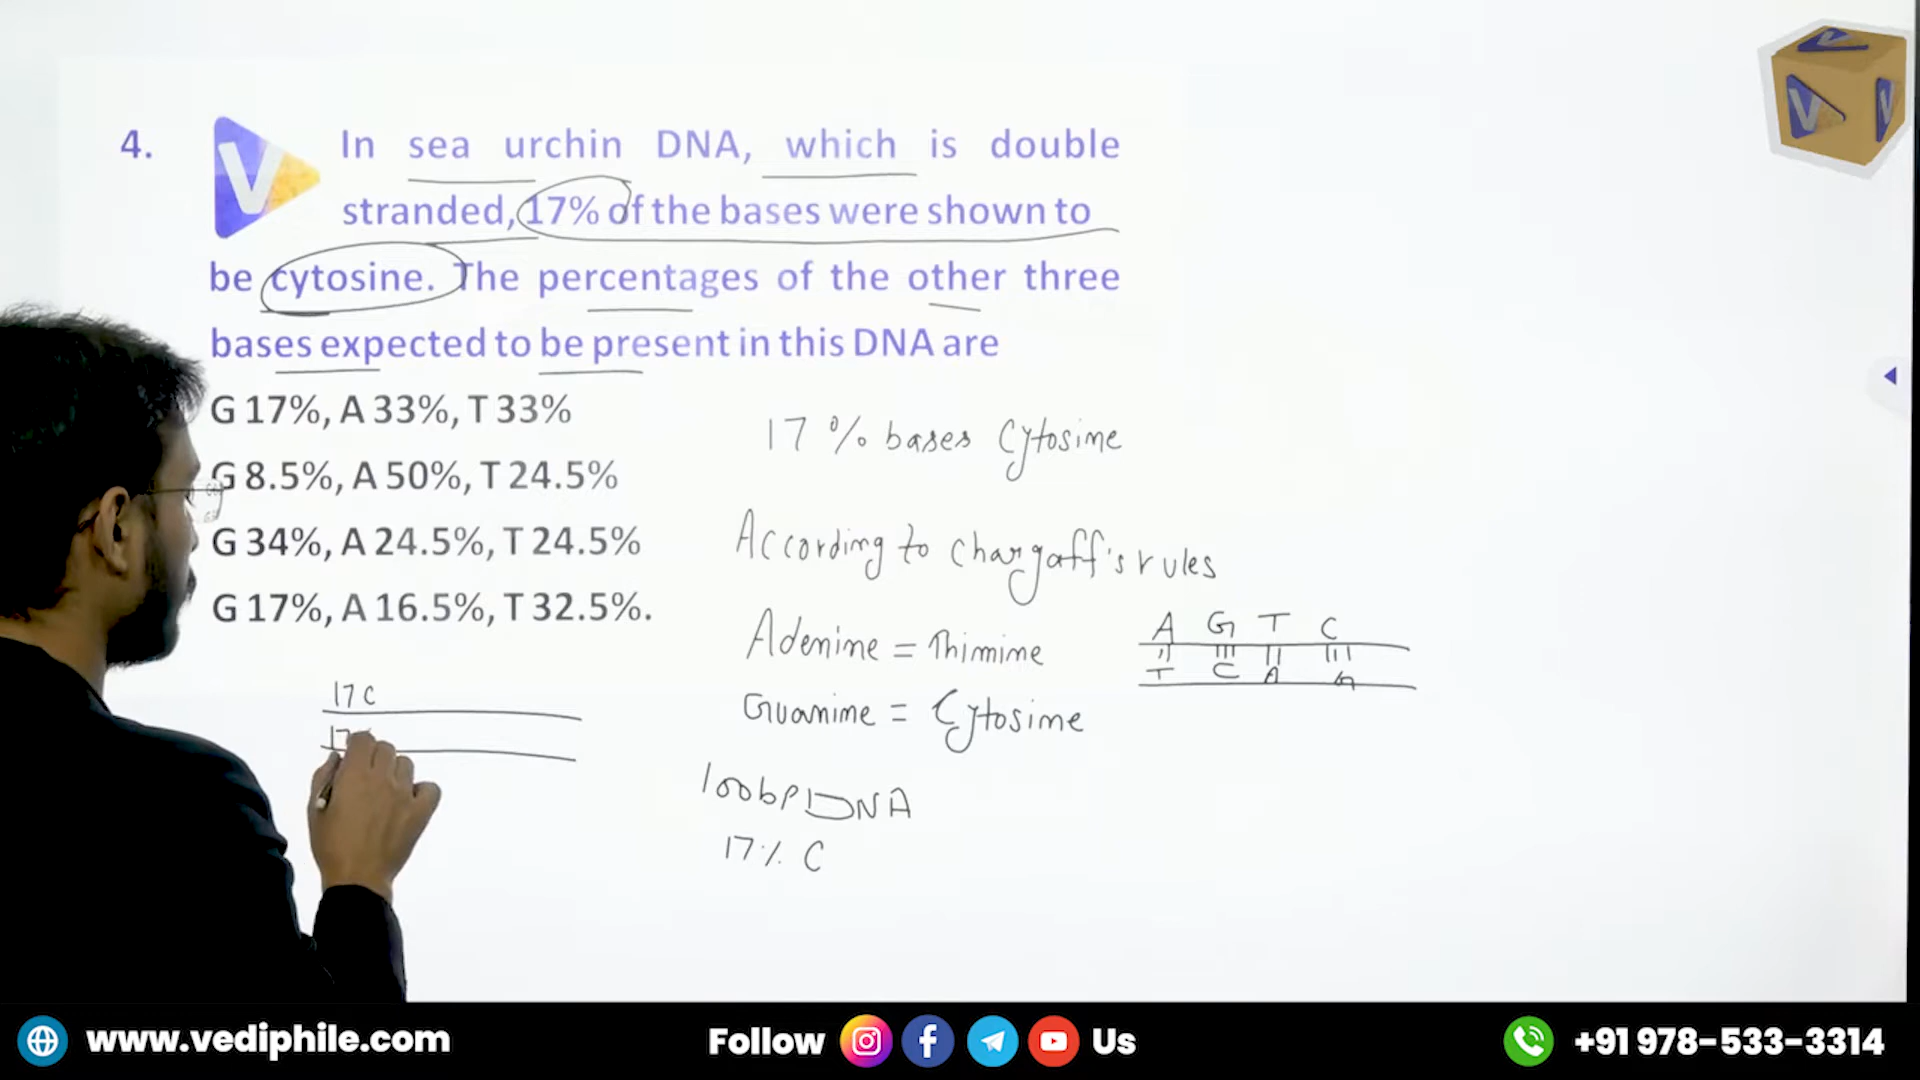 4.
In sea urchin DNA, which is double
stranded, 17% of the bases were shown to
be cytosine. The percentages of the other three
bases expected to be present in this DNA are
G 17%, A 33%, T 33%
G 8.5%, A 50%, T 24.5%
G 34%, A 24.5%, T 24.5%
G 17%, A 16.5%, T 32.5%.
17 % bases Cytosine
According to chargaff's rules
Adenine = Thimine
Guanine = Cytosine
A G T C
T C A G
100bp DNA
17% C
17 C
17
www.vediphile.com
Follow Us
+91 978-533-3314